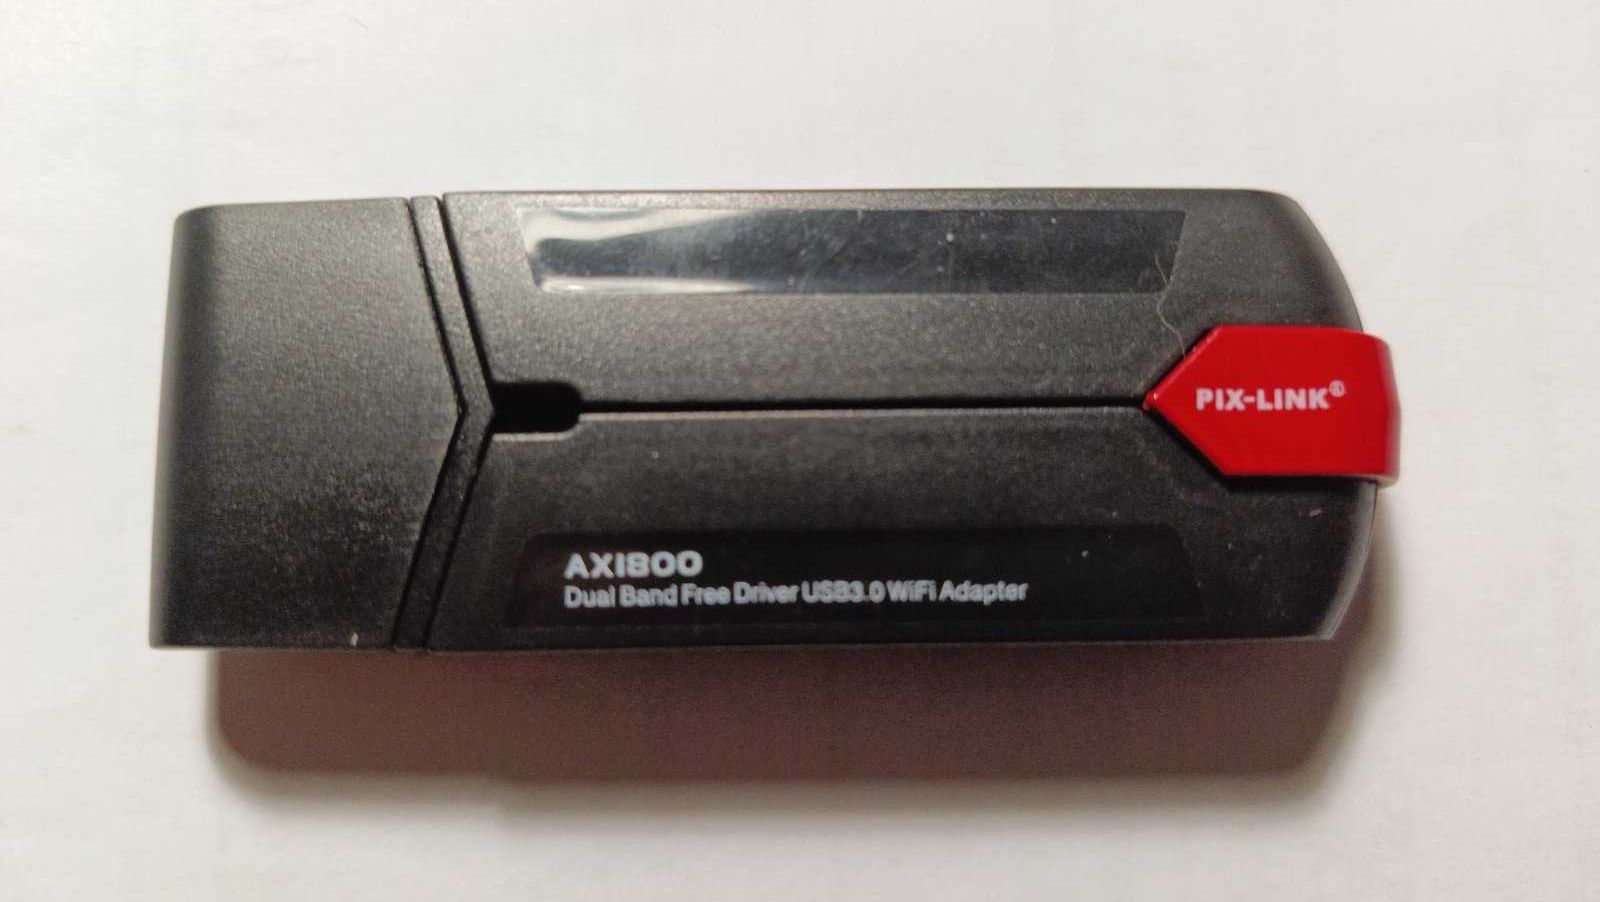 PIX-LINK®
AX1800
Dual Band Free Driver USB3.0 WiFi Adapter